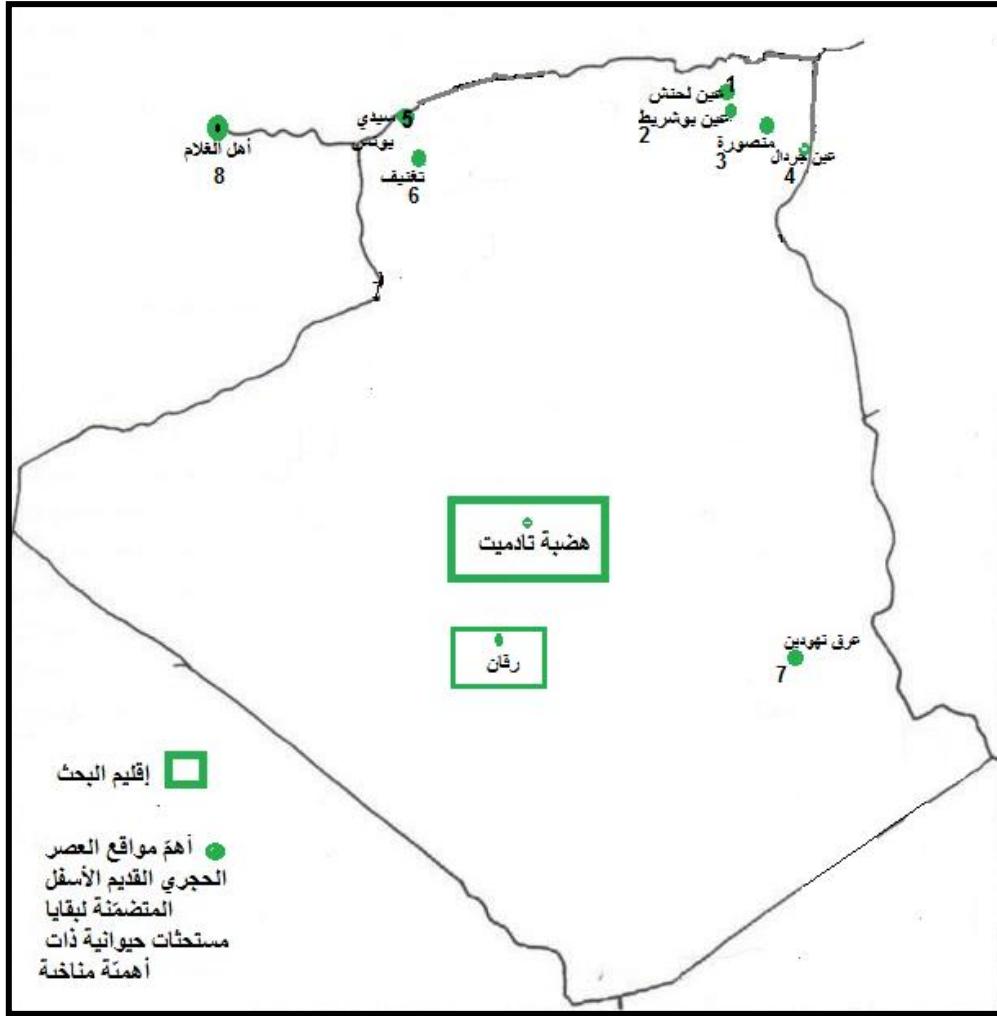 1
عين لحنش
عين بوشريط
2
منصورة
3
عين جردال
4
سيدي
5
يونس
تغنيف
6
أهل الغلام
8
هضبة تادميت
رقان
عرق تهودين
7
إقليم البحث
أهمّ مواقع العصر
الحجري القديم الأسفل
المتضمّنة لبقايا
مستحثات حيوانية ذات
أهميّة مناخية